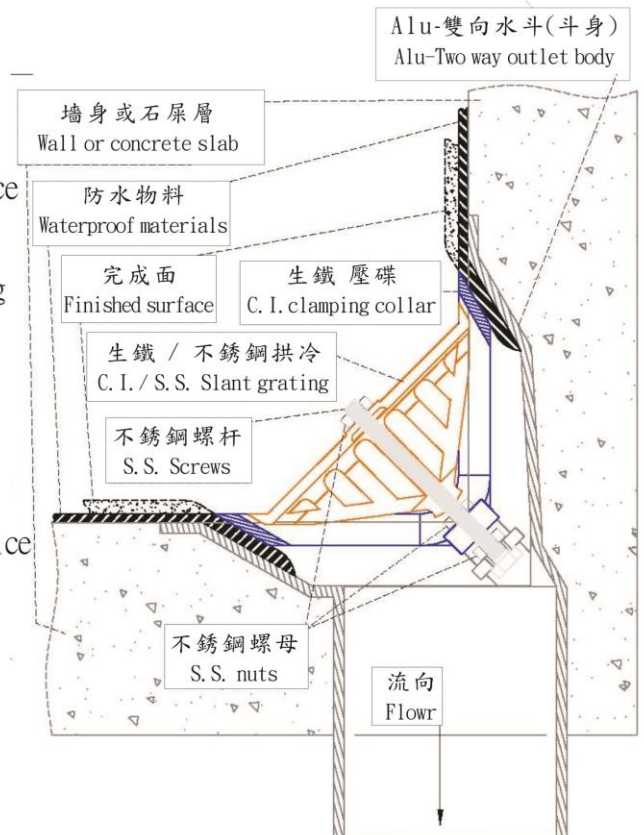 Alu-雙向水斗(斗身)
Alu-Two way outlet body
墻身或石屎層
Wall or concrete slab
ce
防水物料
Waterproof materials
完成面
Finished surface
g
生鐵 壓碟
C.I. clamping collar
生鐵 / 不銹鋼拱冷
C.I./ S.S. Slant grating
不銹鋼螺杆
S.S. Screws
ice
不銹鋼螺母
S.S. nuts
流向
Flowr